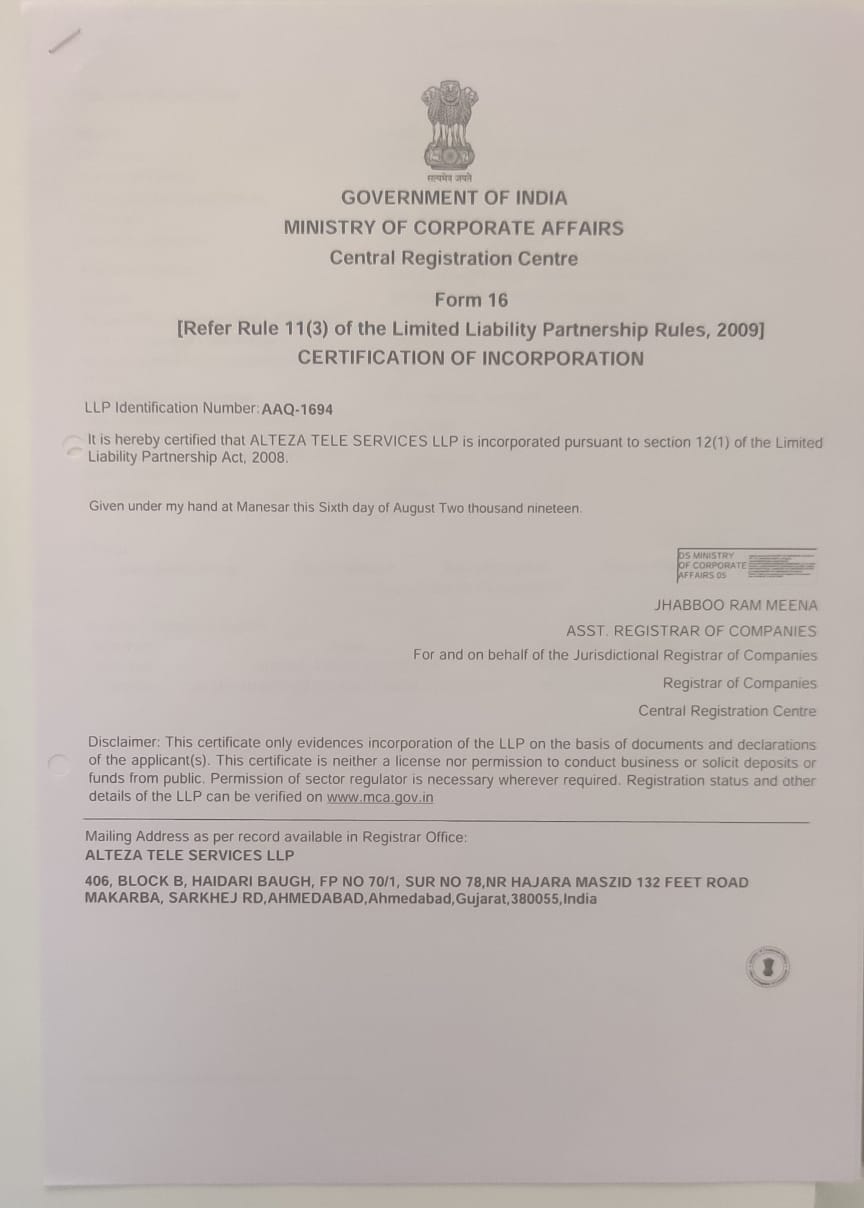 सत्यमेव जयते
GOVERNMENT OF INDIA
MINISTRY OF CORPORATE AFFAIRS
Central Registration Centre
Form 16
[Refer Rule 11(3) of the Limited Liability Partnership Rules, 2009]
CERTIFICATION OF INCORPORATION
LLP Identification Number: AAQ-1694
It is hereby certified that ALTEZA TELE SERVICES LLP is incorporated pursuant to section 12(1) of the Limited
Liability Partnership Act, 2008.
Given under my hand at Manesar this Sixth day of August Two thousand nineteen.
DS MINISTRY
OF CORPORATE
AFFAIRS 05
JHABBOO RAM MEENA
ASST. REGISTRAR OF COMPANIES
For and on behalf of the Jurisdictional Registrar of Companies
Registrar of Companies
Central Registration Centre
Disclaimer: This certificate only evidences incorporation of the LLP on the basis of documents and declarations
of the applicant(s). This certificate is neither a license nor permission to conduct business or solicit deposits or
funds from public. Permission of sector regulator is necessary wherever required. Registration status and other
details of the LLP can be verified on www.mca.gov.in
Mailing Address as per record available in Registrar Office:
ALTEZA TELE SERVICES LLP
406, BLOCK B, HAIDARI BAUGH, FP NO 70/1, SUR NO 78,NR HAJARA MASZID 132 FEET ROAD
MAKARBA, SARKHEJ RD,AHMEDABAD,Ahmedabad,Gujarat,380055,India